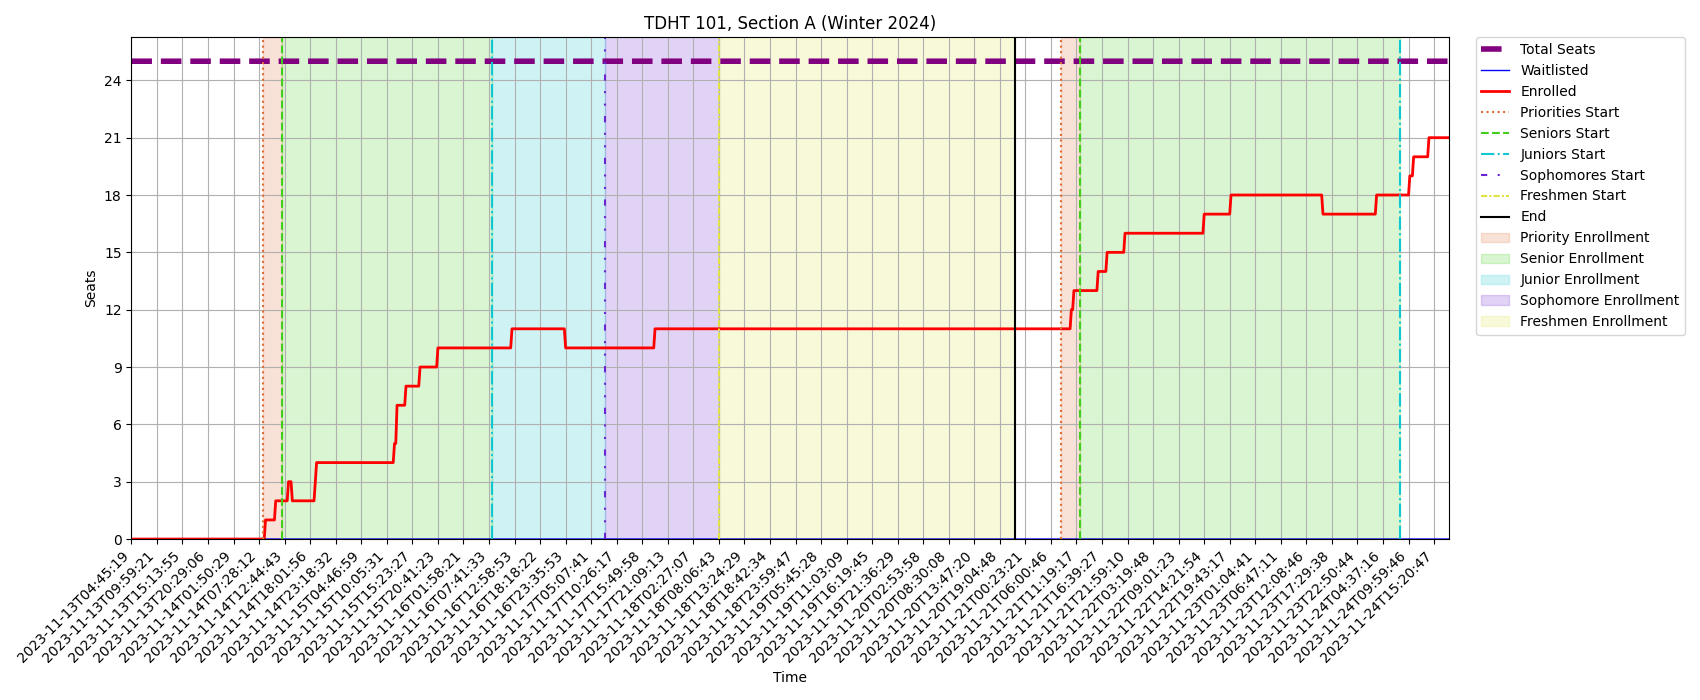 TDHT 101, Section A (Winter 2024)
Total Seats
Waitlisted
Enrolled
Priorities Start
Seniors Start
Juniors Start
Sophomores Start
Freshmen Start
End
Priority Enrollment
Senior Enrollment
Junior Enrollment
Sophomore Enrollment
Freshmen Enrollment
Seats
24
21
18
15
12
9
6
3
0
2023-11-13T04:45:19
2023-11-13T09:59:21
2023-11-13T15:13:55
2023-11-13T20:29:06
2023-11-14T01:50:29
2023-11-14T07:28:12
2023-11-14T12:44:43
2023-11-14T18:01:56
2023-11-14T23:18:32
2023-11-15T04:46:59
2023-11-15T10:05:31
2023-11-15T15:23:27
2023-11-15T20:41:23
2023-11-16T01:58:21
2023-11-16T07:41:33
2023-11-16T12:58:53
2023-11-16T18:18:22
2023-11-16T23:35:53
2023-11-17T05:07:41
2023-11-17T10:26:17
2023-11-17T15:49:58
2023-11-17T21:09:13
2023-11-18T02:27:07
2023-11-18T08:06:43
2023-11-18T13:24:29
2023-11-18T18:42:34
2023-11-18T23:59:47
2023-11-19T05:45:28
2023-11-19T11:03:09
2023-11-19T16:19:45
2023-11-19T21:36:29
2023-11-20T02:53:58
2023-11-20T08:30:08
2023-11-20T13:47:20
2023-11-20T19:04:48
2023-11-21T00:23:21
2023-11-21T06:00:46
2023-11-21T11:19:17
2023-11-21T16:39:27
2023-11-21T21:59:10
2023-11-22T03:19:48
2023-11-22T09:01:23
2023-11-22T14:21:54
2023-11-22T19:43:17
2023-11-23T01:04:41
2023-11-23T06:47:11
2023-11-23T12:08:46
2023-11-23T17:29:38
2023-11-23T22:50:44
2023-11-24T04:37:16
2023-11-24T09:59:46
2023-11-24T15:20:47
Time